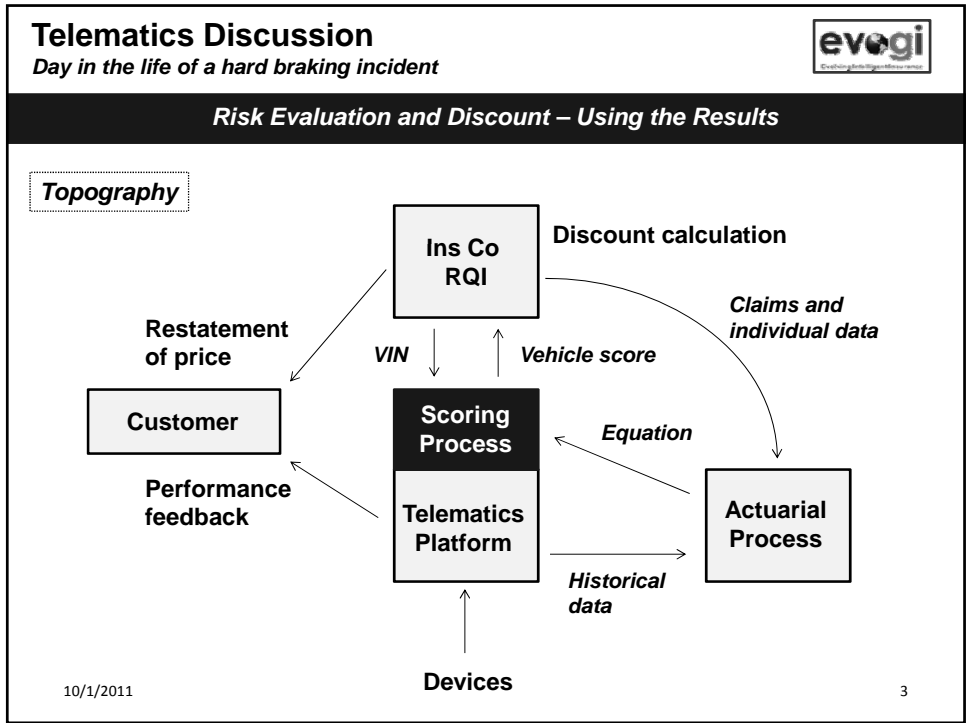 Telematics Discussion
Day in the life of a hard braking incident
evogi
EvolvingIntelligentInsurance
Risk Evaluation and Discount – Using the Results
Topography
Ins Co
RQI
Discount calculation
Claims and
individual data
Restatement
of price
VIN
Vehicle score
Customer
Scoring
Process
Equation
Performance
feedback
Telematics
Platform
Actuarial
Process
Historical
data
Devices
10/1/2011
3